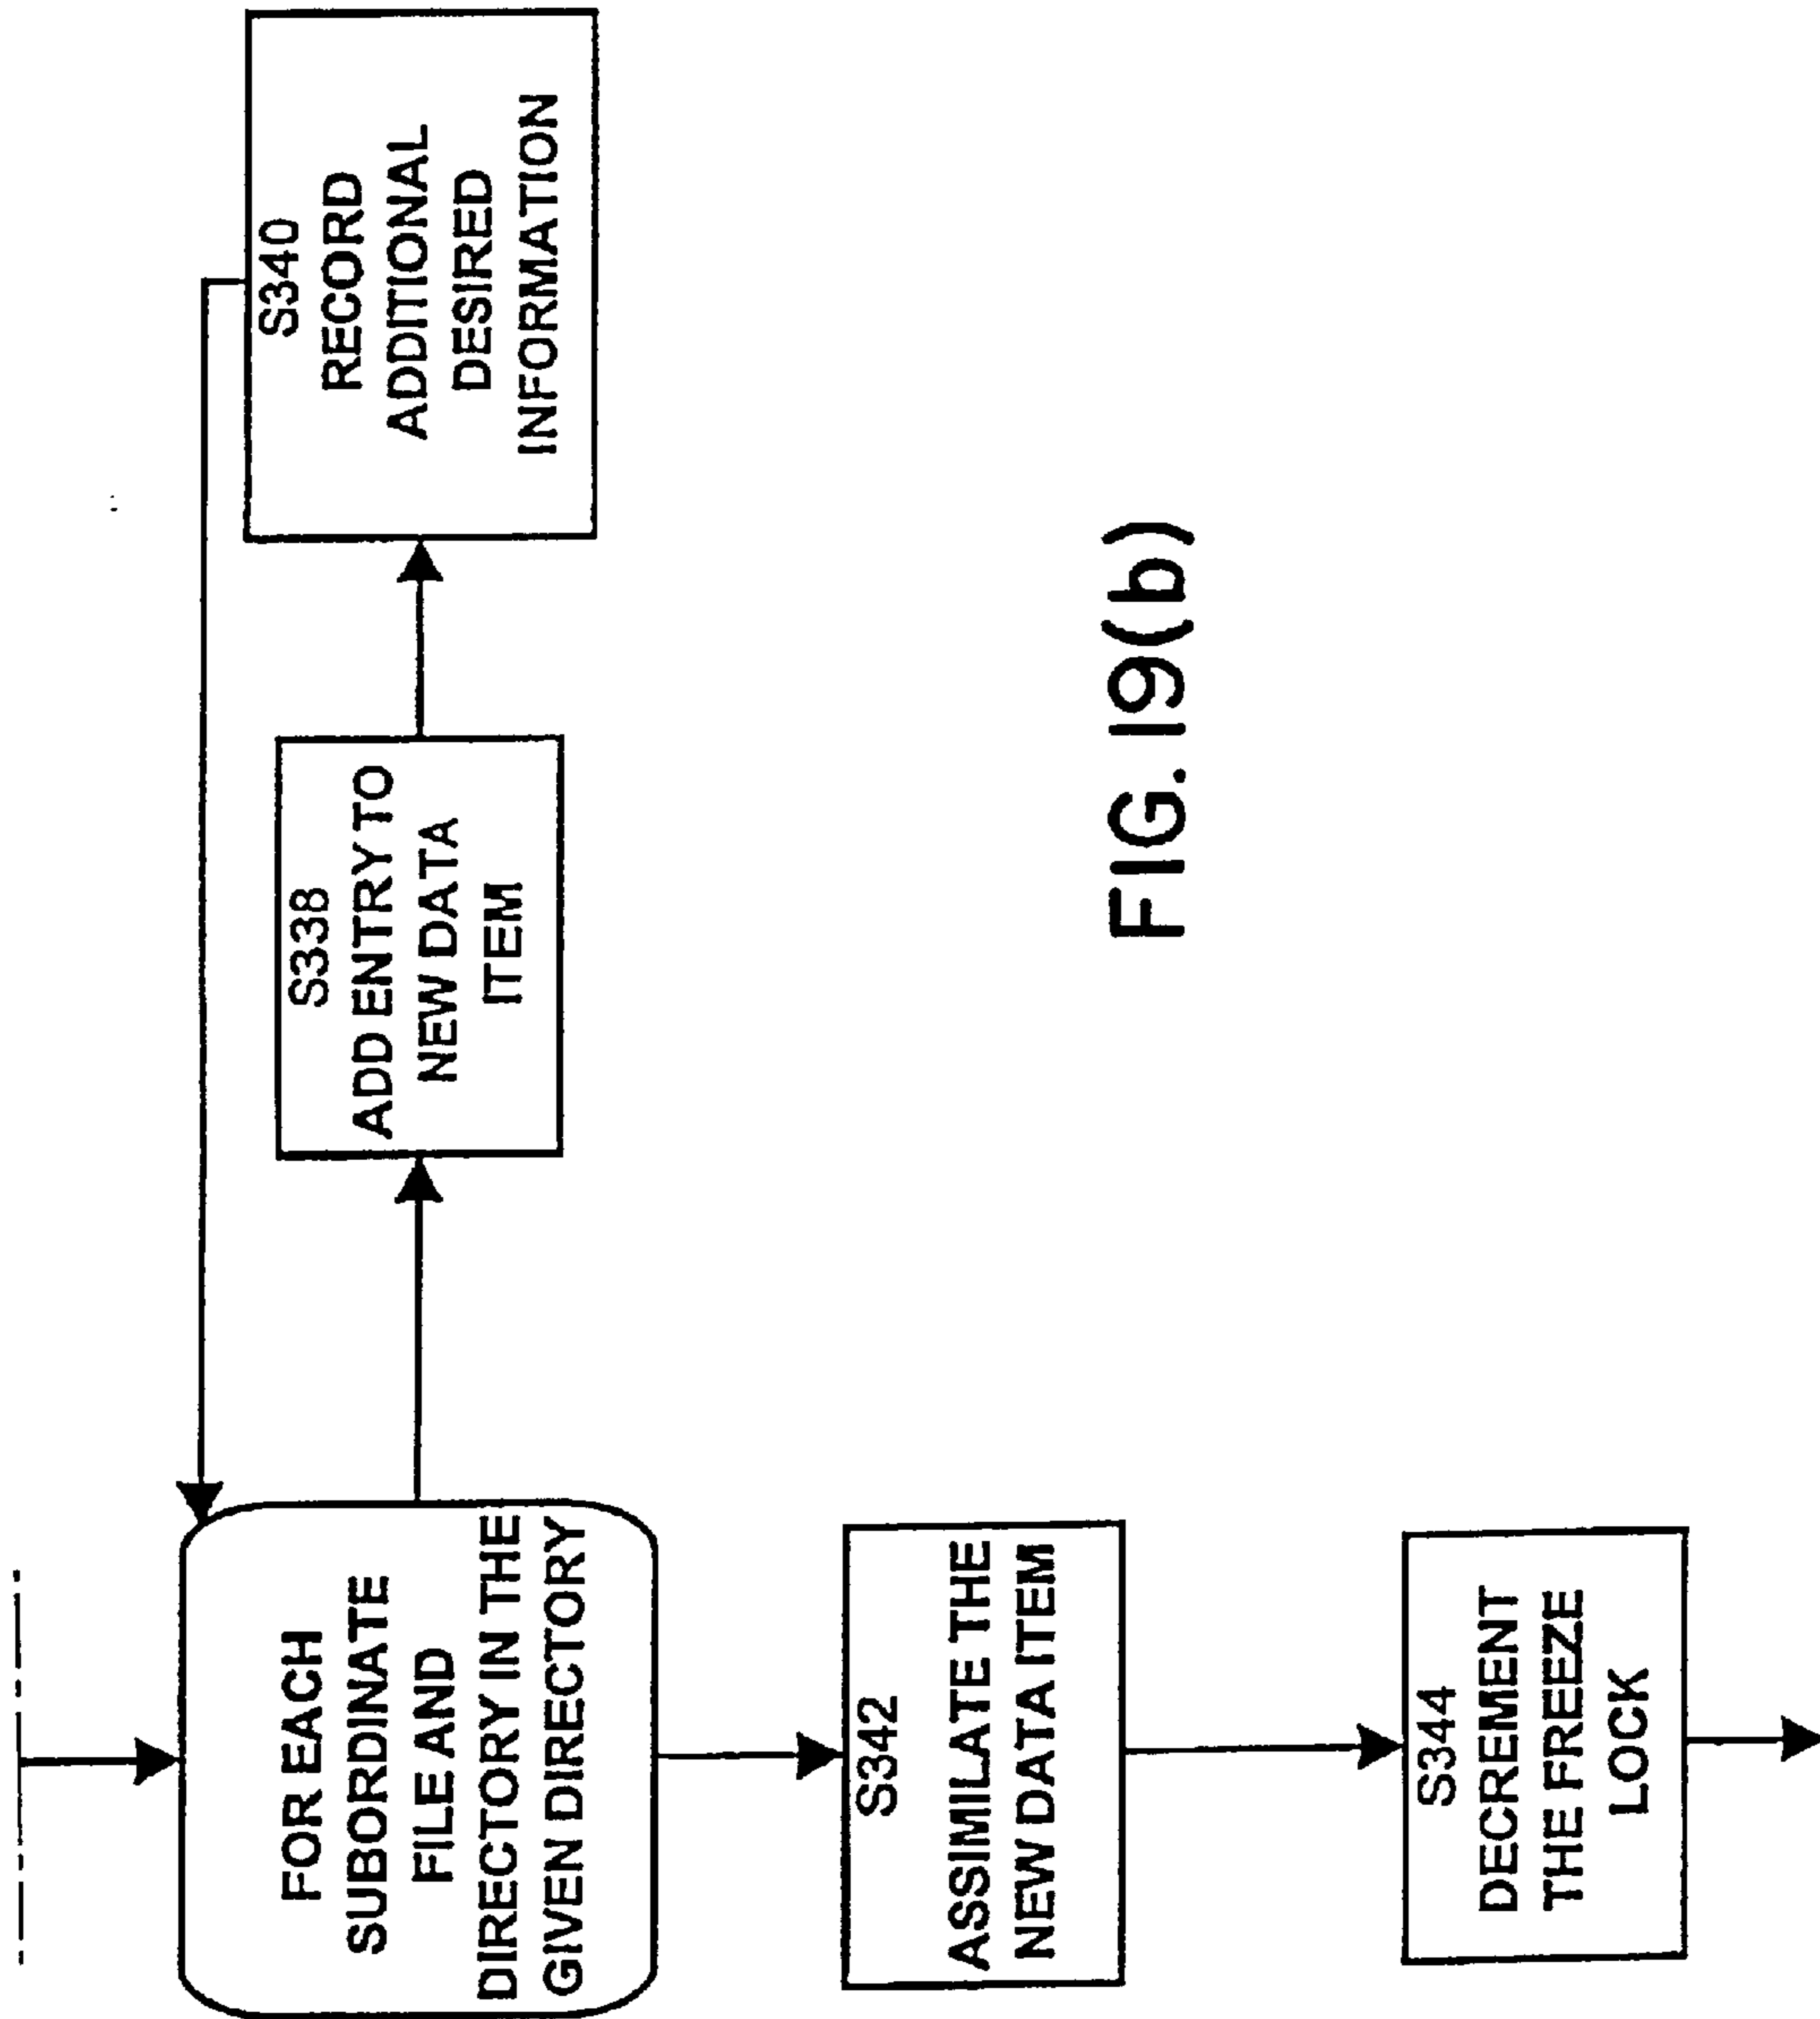 FOR EACH
SUBORDINATE
FILE AND
DIRECTORY IN THE
GIVEN DIRECTORY
S338
ADD ENTRY TO
NEW DATA
ITEM
S340
RECORD
ADDITIONAL
DESIRED
INFORMATION
S342
ASSIMILATE THE
NEW DATA ITEM
S344
DECREMENT
THE FREEZE
LOCK
FIG. 19(b)